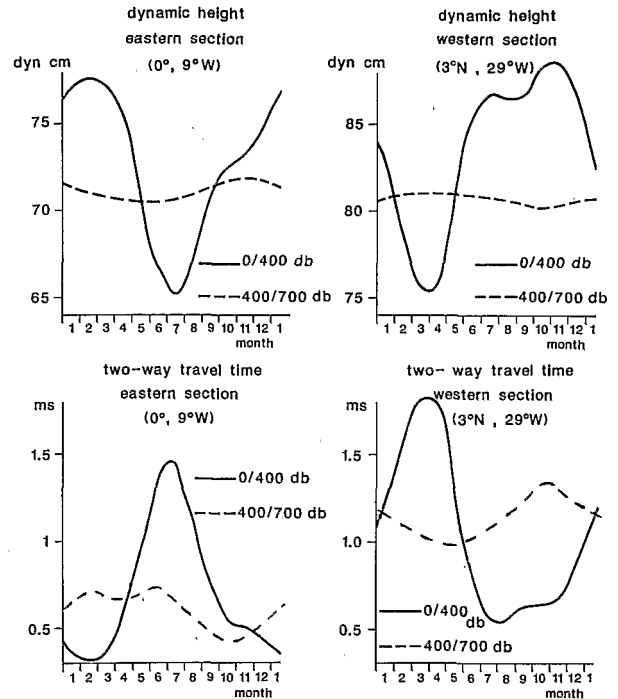 dynamic height
eastern section
(0°, 9°W)
dyn cm
75
70
65
0/400 db
400/700 db
1 2 3 4 5 6 7 8 9 10 11 12 1
month
dynamic height
western section
(3°N , 29°W)
dyn cm
85
80
75
0/400 db
400/700 db
1 2 3 4 5 6 7 8 9 10 11 12 1
month
two-way travel time
eastern section
(0°, 9°W)
ms
1.5
1
0.5
0/400 db
400/700 db
1 2 3 4 5 6 7 8 9 10 11 12 1
month
two- way travel time
western section
(3°N , 29°W)
ms
1.5
1.0
0.5
0/400 db
400/700 db
1 2 3 4 5 6 7 8 9 10 11 12 1
month